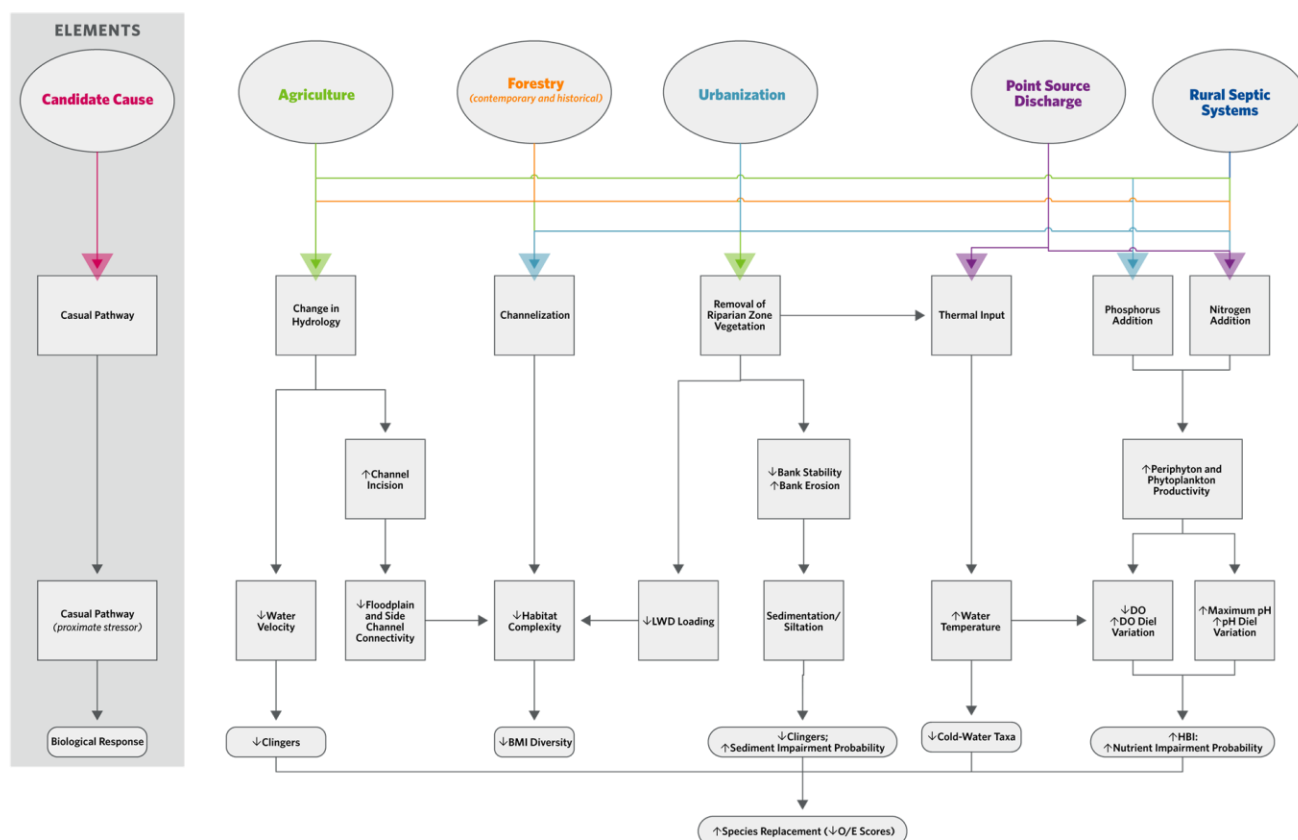 ELEMENTS
Candidate Cause
Agriculture
Forestry
(contemporary and historical)
Urbanization
Point Source
Discharge
Rural Septic
Systems
Casual Pathway
Change in
Hydrology
Channelization
Removal of
Riparian Zone
Vegetation
Thermal Input
Phosphorus
Addition
Nitrogen
Addition
↑Channel
Incision
↓Bank Stability
↑Bank Erosion
↑Periphyton and
Phytoplankton
Productivity
Casual Pathway
(proximate stressor)
↓Water
Velocity
↓Floodplain
and Side
Channel
Connectivity
↓Habitat
Complexity
↓LWD Loading
Sedimentation/
Siltation
↑Water
Temperature
↓DO
↑DO Diel
Variation
↑Maximum pH
↑pH Diel
Variation
Biological Response
↓Clingers
↓BMI Diversity
↓Clingers;
↑Sediment Impairment Probability
↓Cold-Water Taxa
↑HBI:
↑Nutrient Impairment Probability
↑Species Replacement (↓O/E Scores)